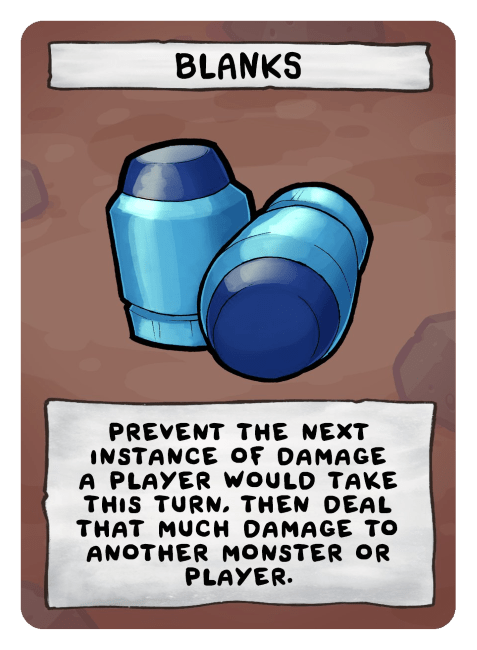 BLANKS
PREVENT THE NEXT
INSTANCE OF DAMAGE
A PLAYER WOULD TAKE
THIS TURN, THEN DEAL
THAT MUCH DAMAGE TO
ANOTHER MONSTER OR
PLAYER.